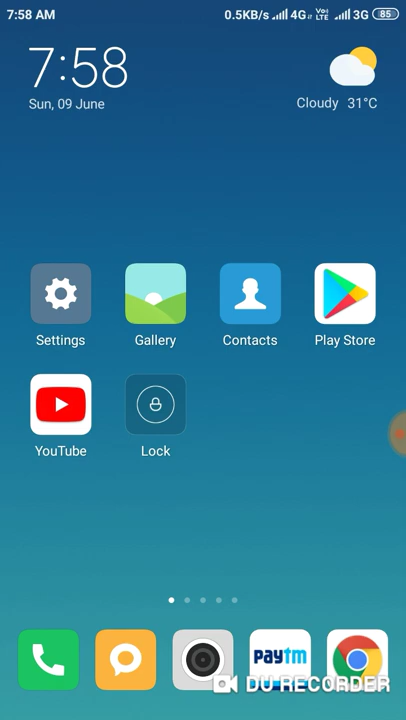 7:58 AM 0.5KB/s 4G Vo LTE 3G 85
7:58
Sun, 09 June
Cloudy 31°C
Settings Gallery Contacts Play Store
YouTube Lock
paytm
DU RECORDER